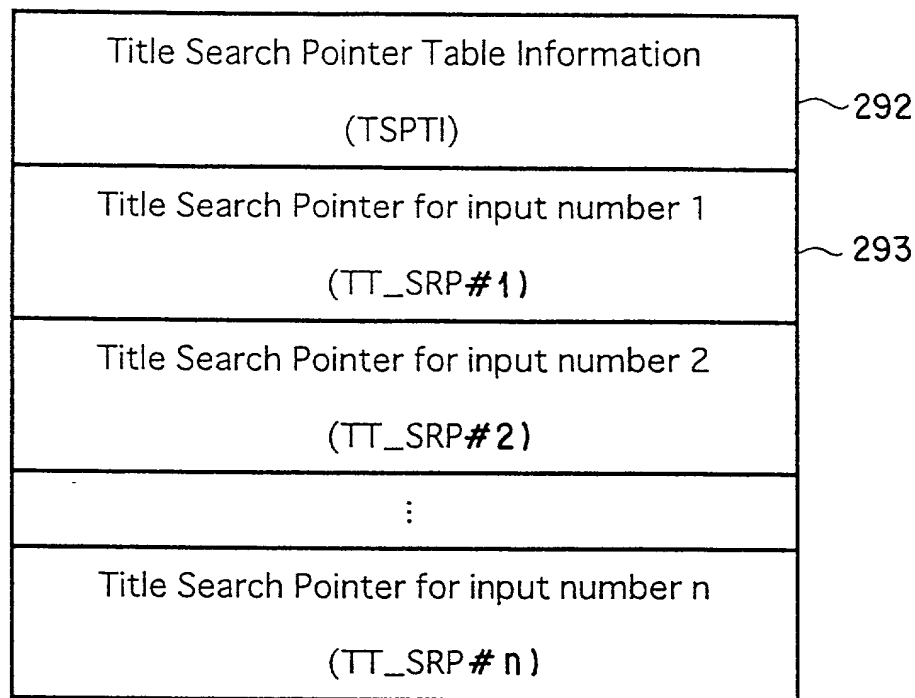 Title Search Pointer Table Information
(TSPTI)
292
Title Search Pointer for input number 1
(TT_SRP#1)
293
Title Search Pointer for input number 2
(TT_SRP#2)
⋮
Title Search Pointer for input number n
(TT_SRP#n)